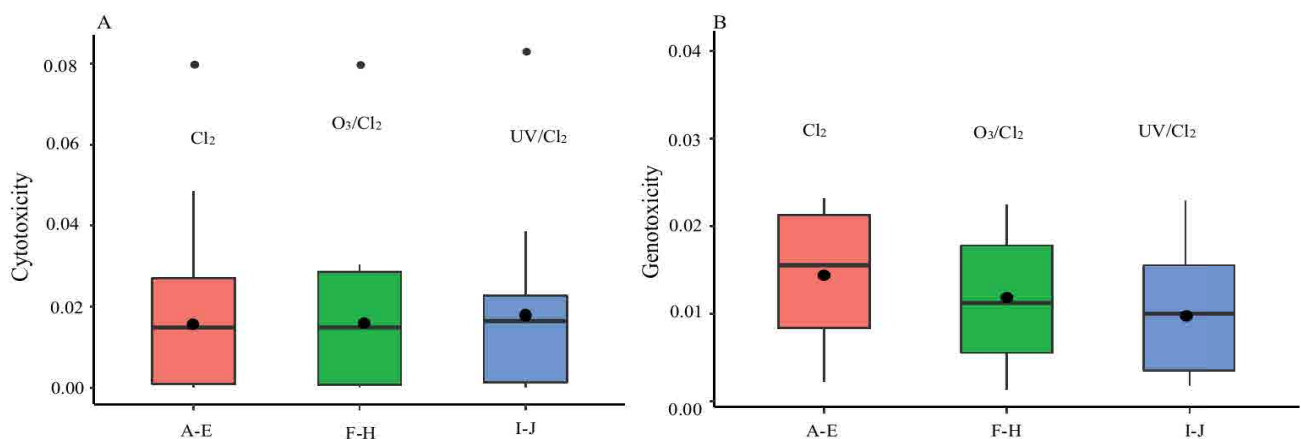 A
Cytotoxicity
0.08
0.06
0.04
0.02
0.00
Cl₂
O₃/Cl₂
UV/Cl₂
A-E
F-H
I-J
B
Genotoxicity
0.04
0.03
0.02
0.01
0.00
Cl₂
O₃/Cl₂
UV/Cl₂
A-E
F-H
I-J